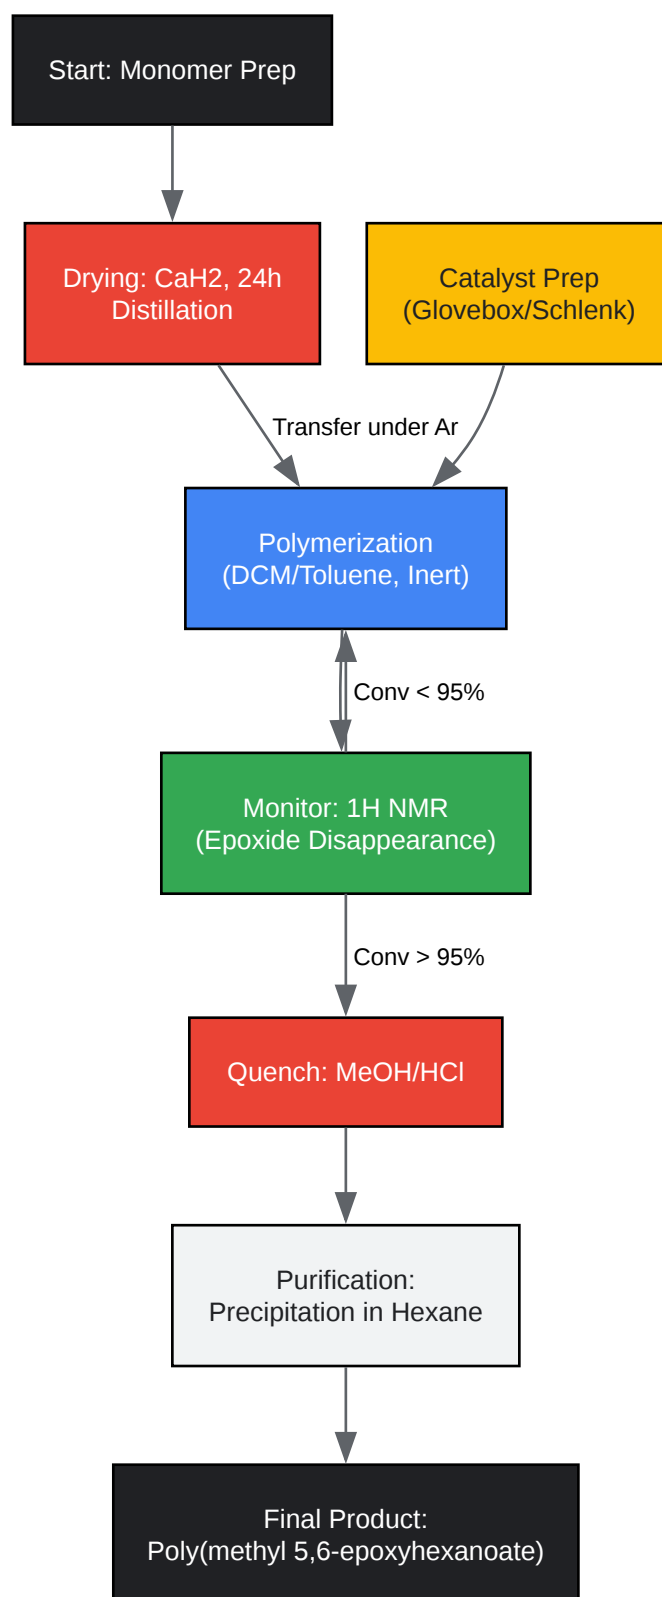 Start: Monomer Prep
Drying: CaH2, 24h
Distillation
Catalyst Prep
(Glovebox/Schlenk)
Transfer under Ar
Polymerization
(DCM/Toluene, Inert)
Conv < 95%
Monitor: 1H NMR
(Epoxide Disappearance)
Conv > 95%
Quench: MeOH/HCl
Purification:
Precipitation in Hexane
Final Product:
Poly(methyl 5,6-epoxyhexanoate)